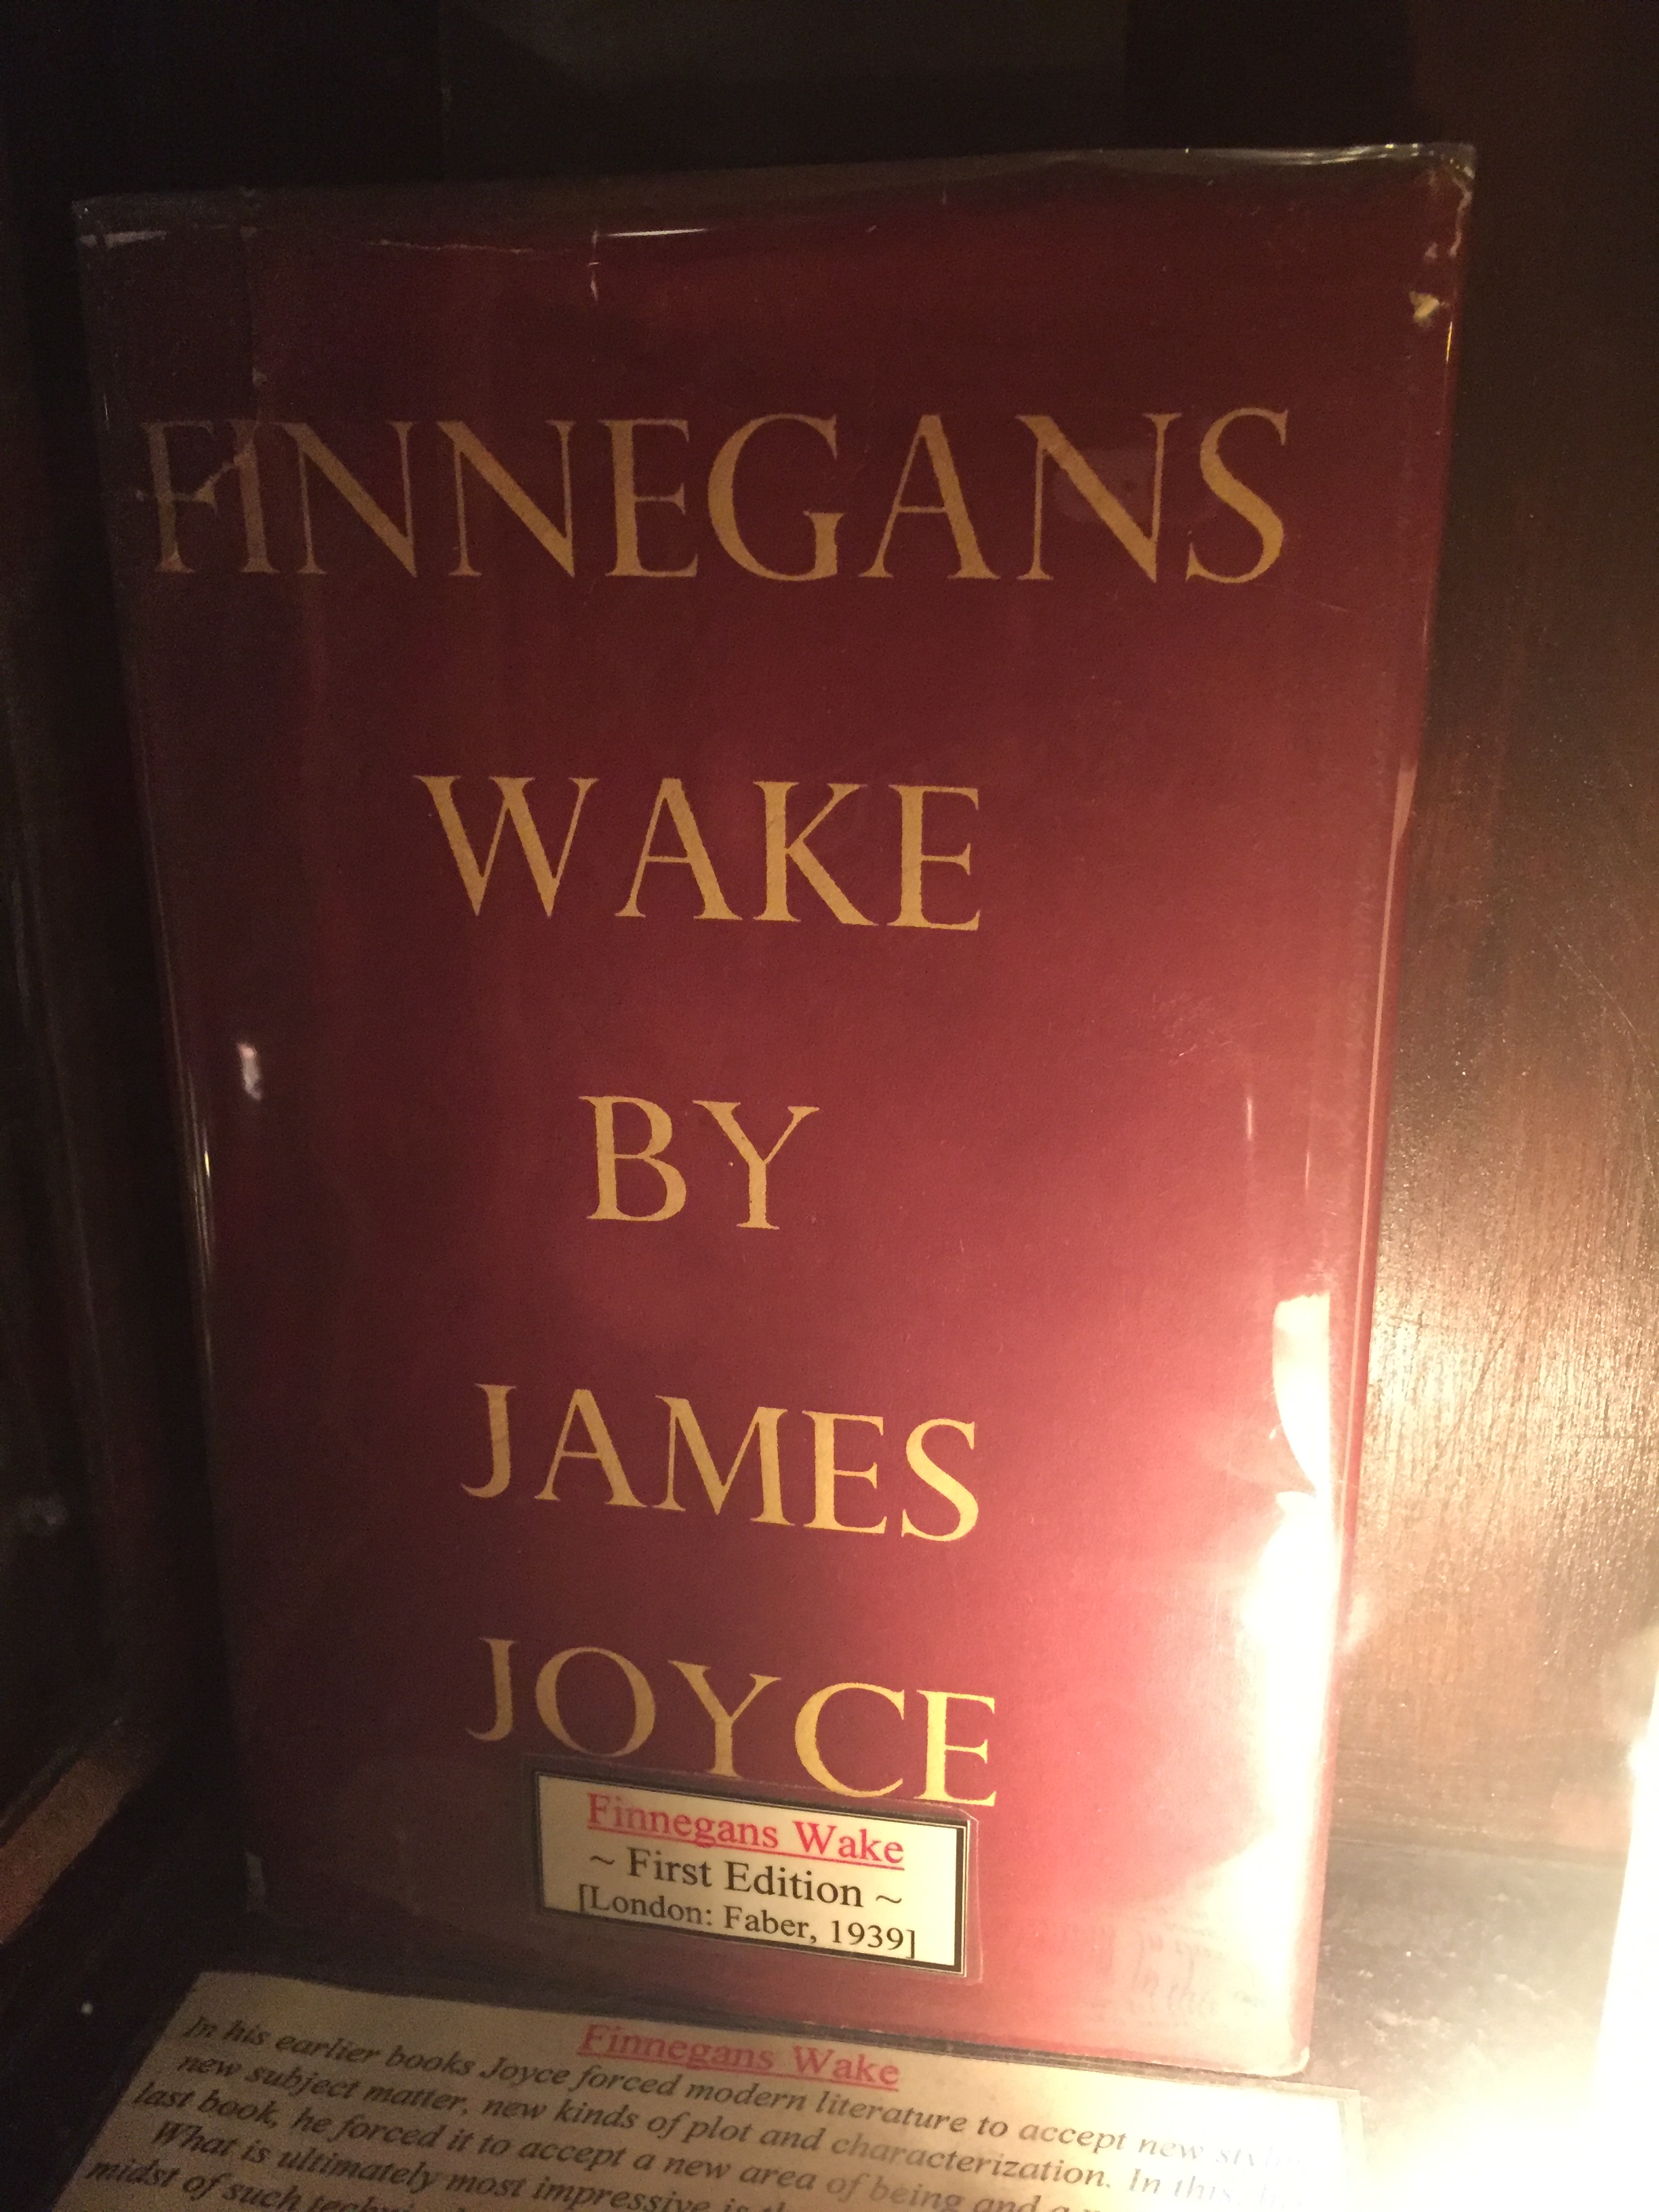 FINNEGANS
WAKE
BY
JAMES
JOYCE
Finnegans Wake
~ First Edition ~
[London: Faber, 1939]
Finnegans Wake
In his earlier books Joyce forced modern literature to accept new
new subject matter, new kinds of plot and characterization. In this,
last book, he forced it to accept a new area of being and a
What is ultimately most impressive is
midst of such